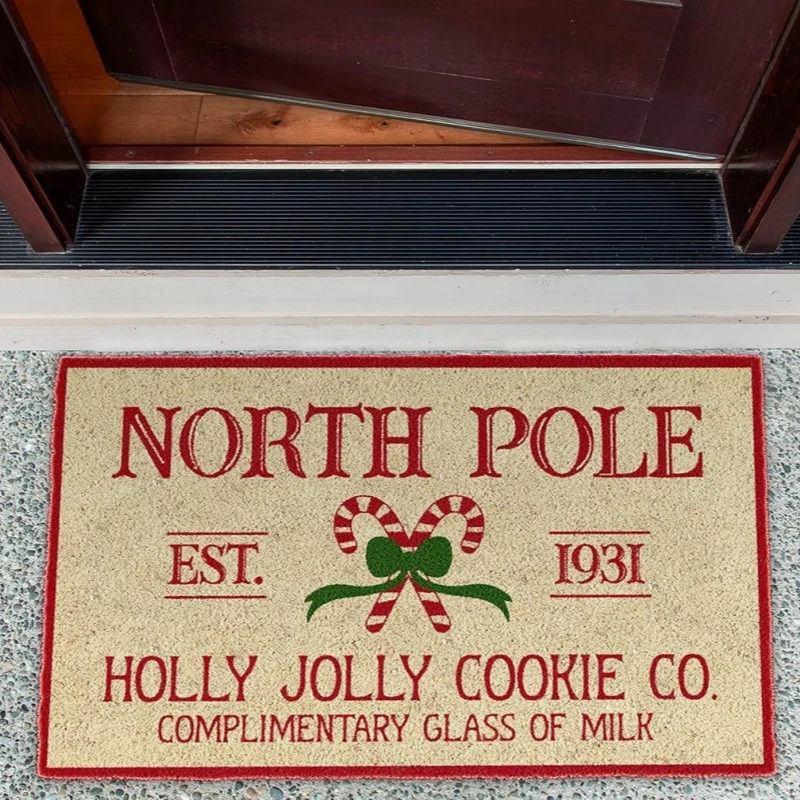 NORTH POLE
EST. 1931
HOLLY JOLLY COOKIE CO.
COMPLIMENTARY GLASS OF MILK